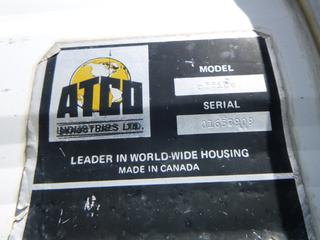 ATCO
INDUSTRIES LTD.
MODEL
SERIAL
LEADER IN WORLD-WIDE HOUSING
MADE IN CANADA